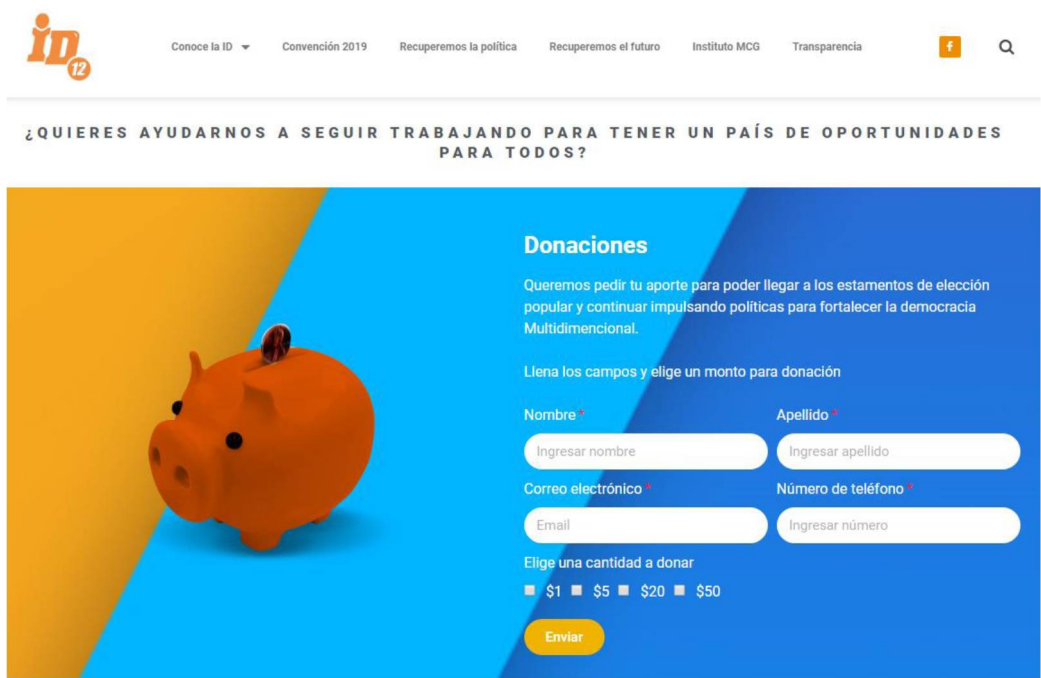 iD
12
Conoce la ID Convención 2019 Recuperemos la política Recuperemos el futuro Instituto MCG Transparencia f
¿QUIERES AYUDARNOS A SEGUIR TRABAJANDO PARA TENER UN PAÍS DE OPORTUNIDADES
PARA TODOS?
Donaciones
Queremos pedir tu aporte para poder llegar a los estamentos de elección
popular y continuar impulsando políticas para fortalecer la democracia
Multidimencional.
Llena los campos y elige un monto para donación
Nombre * Apellido *
Ingresar nombre Ingresar apellido
Correo electrónico * Número de teléfono *
Email Ingresar número
Elige una cantidad a donar
$1 $5 $20 $50
Enviar